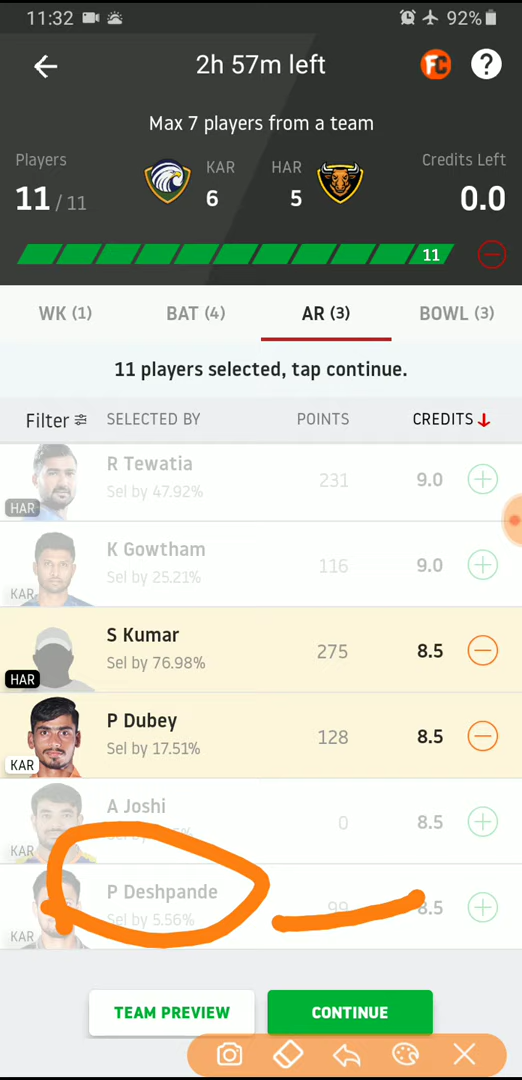 11:32 92%
2h 57m left FC ?
Max 7 players from a team
Players KAR HAR Credits Left
11 / 11 6 5 0.0
11
WK (1) BAT (4) AR (3) BOWL (3)
11 players selected, tap continue.
Filter SELECTED BY POINTS CREDITS
R Tewatia
Sel by 47.92% 231 9.0
HAR
K Gowtham
Sel by 25.21% 116 9.0
KAR
S Kumar
Sel by 76.98% 275 8.5
HAR
P Dubey
Sel by 17.51% 128 8.5
KAR
A Joshi
0 8.5
KAR
P Deshpande
Sel by 5.56% 99 8.5
KAR
TEAM PREVIEW CONTINUE